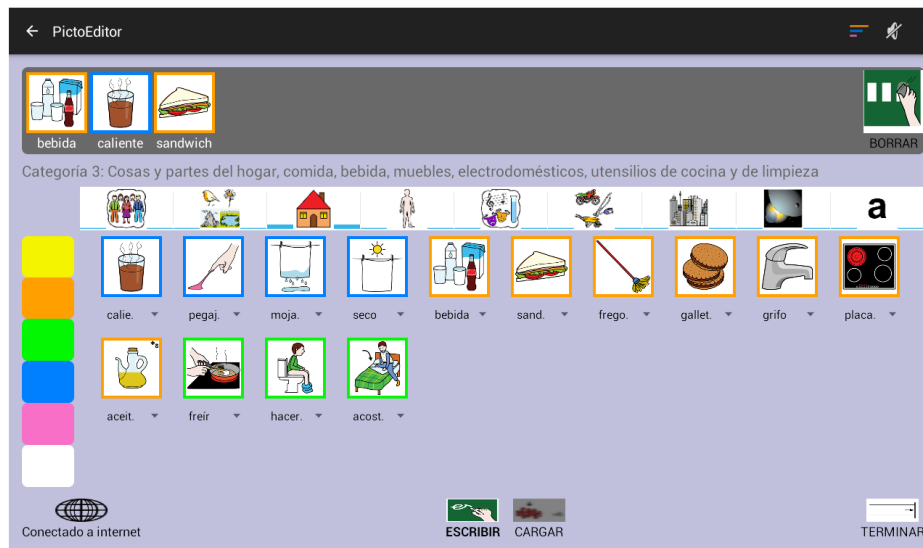 PictoEditor
bebida caliente sandwich BORRAR
Categoría 3: Cosas y partes del hogar, comida, bebida, muebles, electrodomésticos, utensilios de cocina y de limpieza
a
calie. pegaj. moja. seco bebida sand. frego. gallet. grifo placa.
aceit. freír hacer. acost.
Conectado a internet ESCRIBIR CARGAR TERMINAR